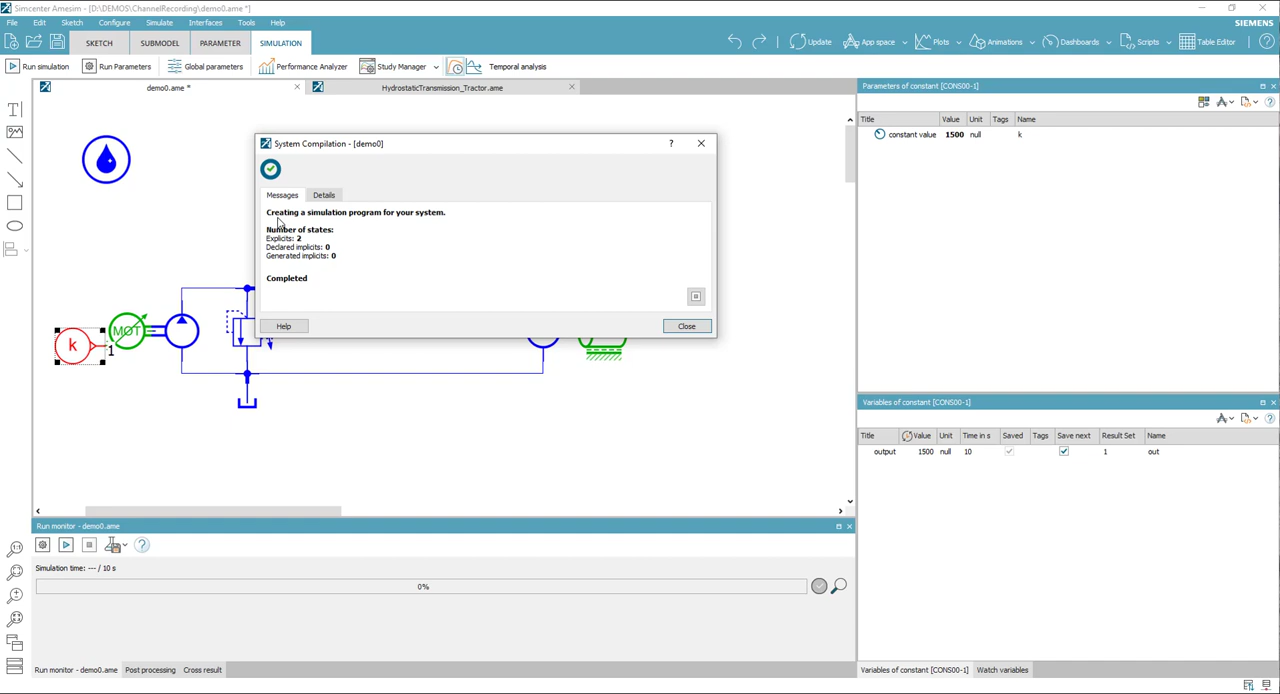 Simcenter Amesim - [D:\DEMOS\ChannelRecording\demo0.ame *]
File Edit Sketch Configure Simulate Interfaces Tools Help
SIEMENS
SKETCH SUBMODEL PARAMETER SIMULATION
Update App space Plots Animations Dashboards Scripts Table Editor
Run simulation Run Parameters Global parameters Performance Analyzer Study Manager Temporal analysis
demo0.ame * HydrostaticTransmission_Tractor.ame
System Compilation - [demo0]
Messages Details
Creating a simulation program for your system.
Number of states:
Explicits: 2
Declared implicits: 0
Generated implicits: 0
Completed
Help Close
k
1
MOT
Run monitor - demo0.ame
Simulation time: --- / 10 s
0%
Run monitor - demo0.ame Post processing Cross result
Parameters of constant [CONS00-1]
Title Value Unit Tags Name
constant value 1500 null k
Variables of constant [CONS00-1]
Title Value Unit Time in s Saved Tags Save next Result Set Name
output 1500 null 10 1 out
Variables of constant [CONS00-1] Watch variables